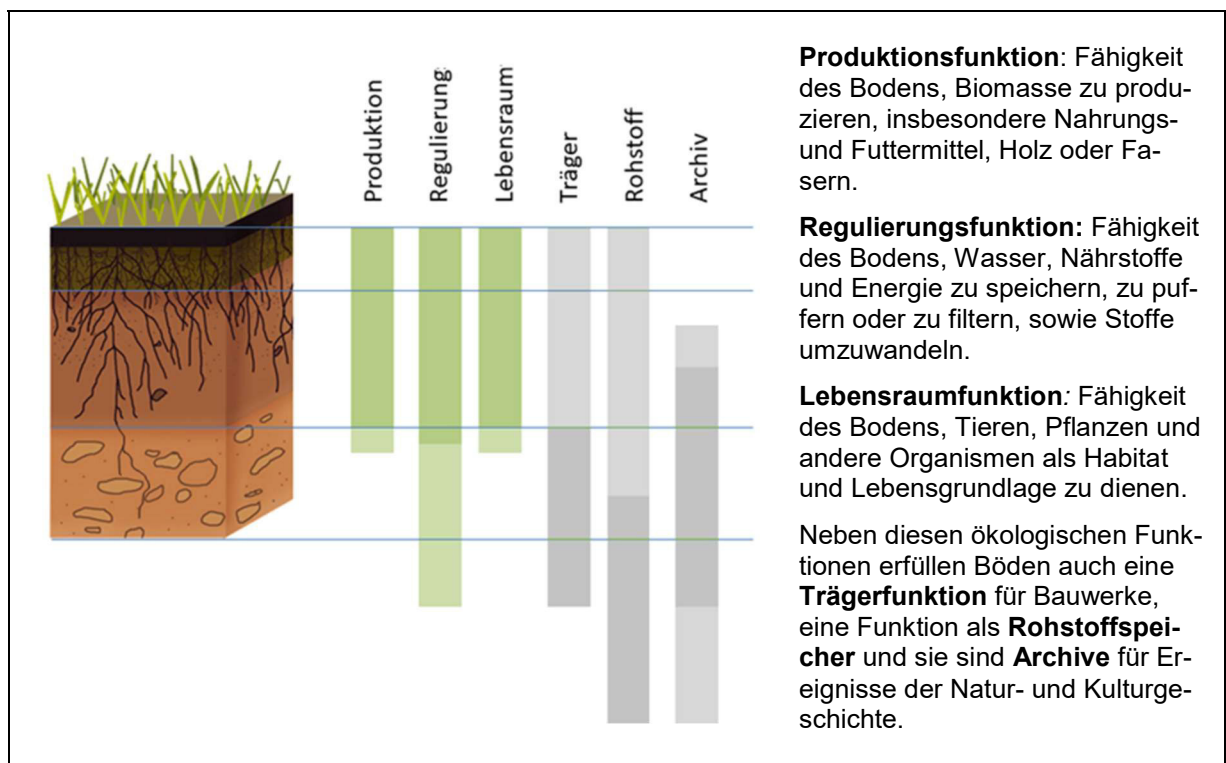 Produktion
Regulierung
Lebensraum
Träger
Rohstoff
Archiv
Produktionsfunktion: Fähigkeit
des Bodens, Biomasse zu produ-
zieren, insbesondere Nahrungs-
und Futtermittel, Holz oder Fa-
sern.
Regulierungsfunktion: Fähigkeit
des Bodens, Wasser, Nährstoffe
und Energie zu speichern, zu puf-
fern oder zu filtern, sowie Stoffe
umzuwandeln.
Lebensraumfunktion: Fähigkeit
des Bodens, Tieren, Pflanzen und
andere Organismen als Habitat
und Lebensgrundlage zu dienen.
Neben diesen ökologischen Funk-
tionen erfüllen Böden auch eine
Trägerfunktion für Bauwerke,
eine Funktion als Rohstoffspei-
cher und sie sind Archive für Er-
eignisse der Natur- und Kulturge-
schichte.